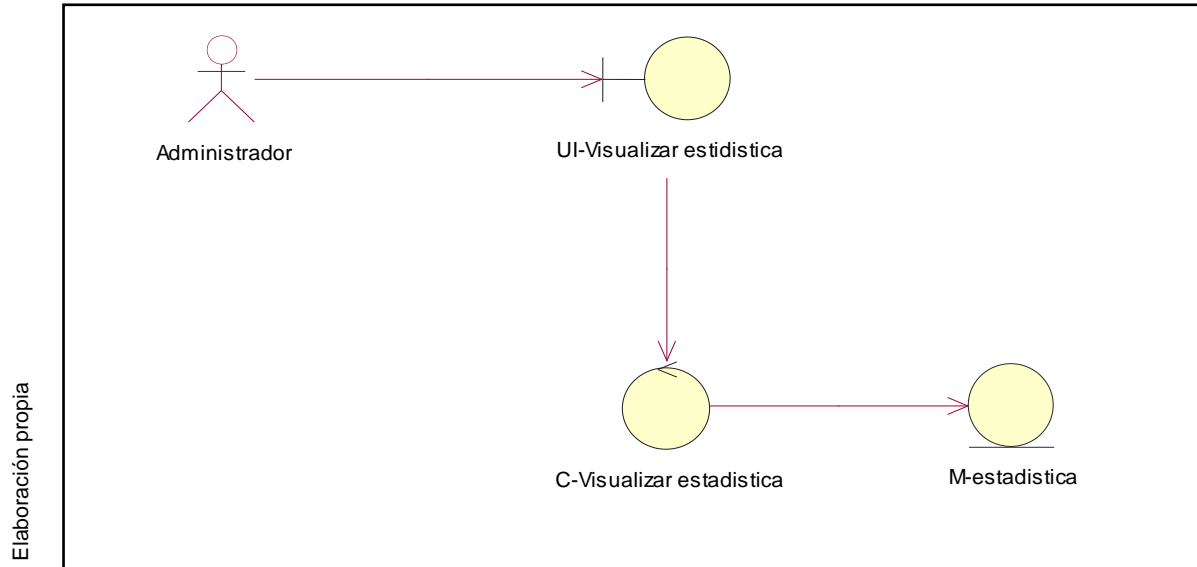 Administrador
UI-Visualizar estidistica
C-Visualizar estadistica
M-estadistica
Elaboración propia